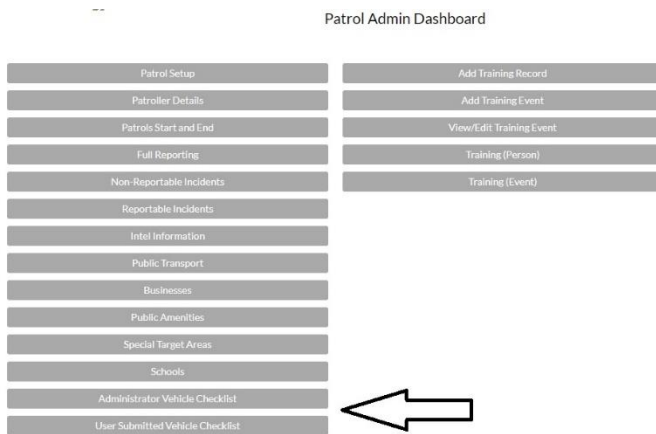 Patrol Admin Dashboard
Patrol Setup
Patroller Details
Patrols Start and End
Full Reporting
Non-Reportable Incidents
Reportable Incidents
Intel Information
Public Transport
Businesses
Public Amenities
Special Target Areas
Schools
Administrator Vehicle Checklist
User Submitted Vehicle Checklist
Add Training Record
Add Training Event
View/Edit Training Event
Training (Person)
Training (Event)